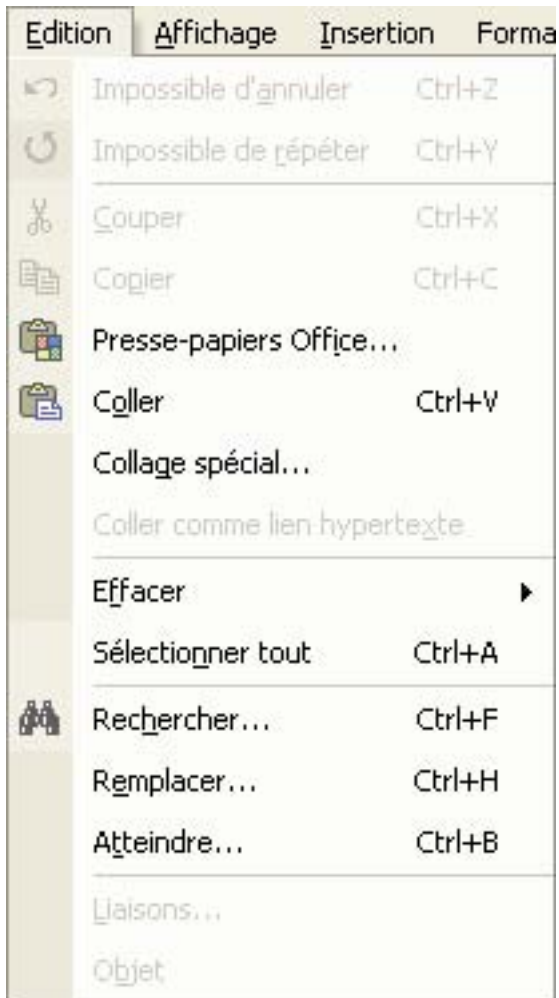 Edition Affichage Insertion Forma
Impossible d'annuler Ctrl+Z
Impossible de répéter Ctrl+Y
Couper Ctrl+X
Copier Ctrl+C
Presse-papiers Office...
Coller Ctrl+V
Collage spécial...
Coller comme lien hypertexte
Effacer
Sélectionner tout Ctrl+A
Rechercher... Ctrl+F
Remplacer... Ctrl+H
Atteindre... Ctrl+B
Liaisons...
Objet